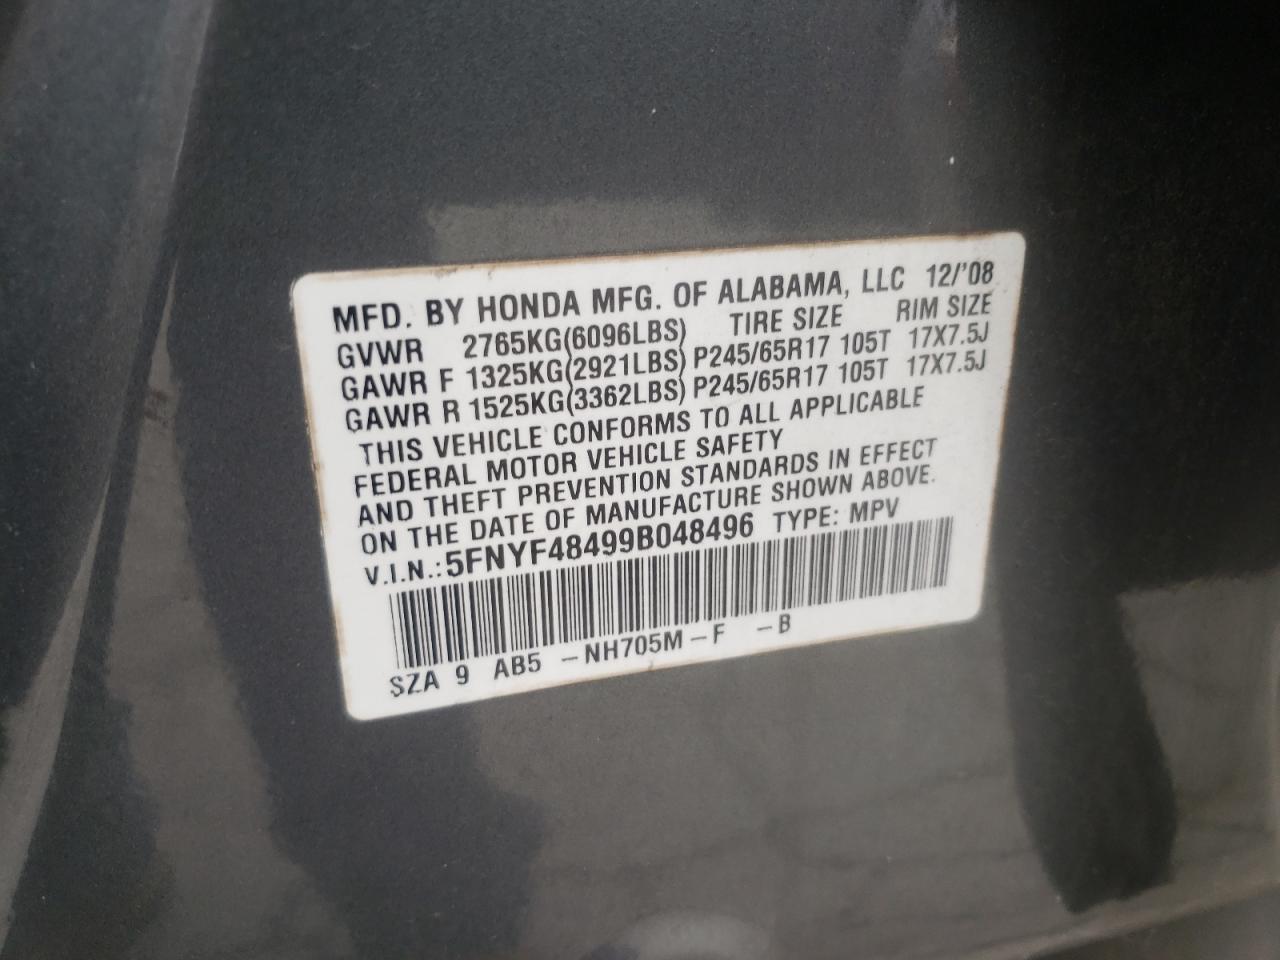 MFD. BY HONDA MFG. OF ALABAMA, LLC 12/'08
GVWR 2765KG(6096LBS) TIRE SIZE RIM SIZE
GAWR F 1325KG(2921LBS) P245/65R17 105T 17X7.5J
GAWR R 1525KG(3362LBS) P245/65R17 105T 17X7.5J
THIS VEHICLE CONFORMS TO ALL APPLICABLE
FEDERAL MOTOR VEHICLE SAFETY
AND THEFT PREVENTION STANDARDS IN EFFECT
ON THE DATE OF MANUFACTURE SHOWN ABOVE.
V.I.N.: 5FNYF48499B048496 TYPE: MPV
SZA 9 AB5 -NH705M-F -B